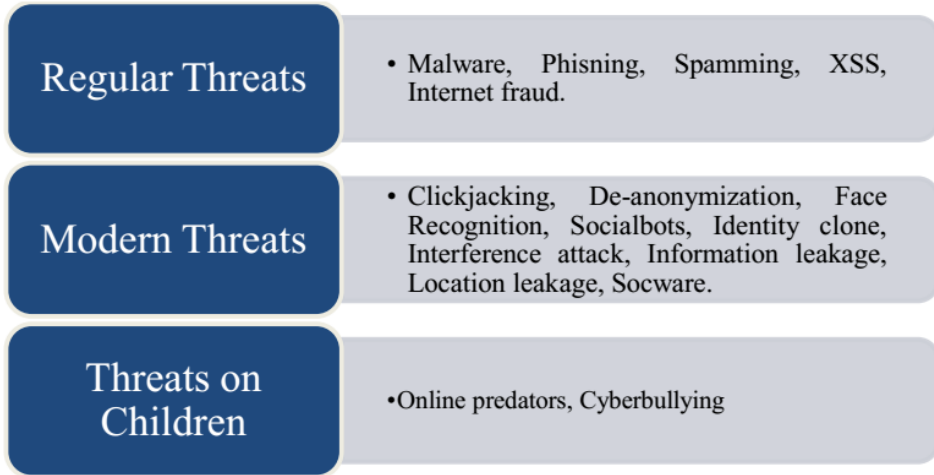 Regular Threats
• Malware, Phisning, Spamming, XSS,
Internet fraud.
Modern Threats
• Clickjacking, De-anonymization, Face
Recognition, Socialbots, Identity clone,
Interference attack, Information leakage,
Location leakage, Socware.
Threats on
Children
•Online predators, Cyberbullying